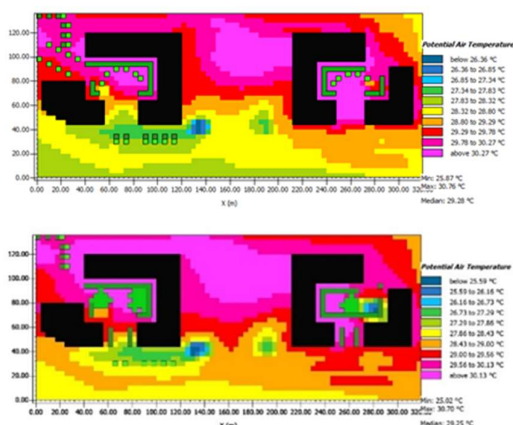 120.00
100.00
80.00
60.00
40.00
20.00
0.00
0.00 20.00 40.00 60.00 80.00 100.00 120.00 140.00 160.00 180.00 200.00 220.00 240.00 260.00 280.00 300.00 320
X (m)
Potential Air Temperature
below 26.36 °C
26.36 to 26.85 °C
26.85 to 27.34 °C
27.34 to 27.83 °C
27.83 to 28.32 °C
28.32 to 28.80 °C
28.80 to 29.29 °C
29.29 to 29.78 °C
29.78 to 30.27 °C
above 30.27 °C
Min: 25.87 °C
Max: 30.76 °C
Median: 29.28 °C
120.00
100.00
80.00
60.00
40.00
20.00
0.00
0.00 20.00 40.00 60.00 80.00 100.00 120.00 140.00 160.00 180.00 200.00 220.00 240.00 260.00 280.00 300.00 320
X (m)
Potential Air Temperature
below 25.59 °C
25.59 to 26.16 °C
26.16 to 26.73 °C
26.73 to 27.29 °C
27.29 to 27.86 °C
27.86 to 28.43 °C
28.43 to 29.00 °C
29.00 to 29.56 °C
29.56 to 30.13 °C
above 30.13 °C
Min: 25.02 °C
Max: 30.70 °C
Median: 29.25 °C